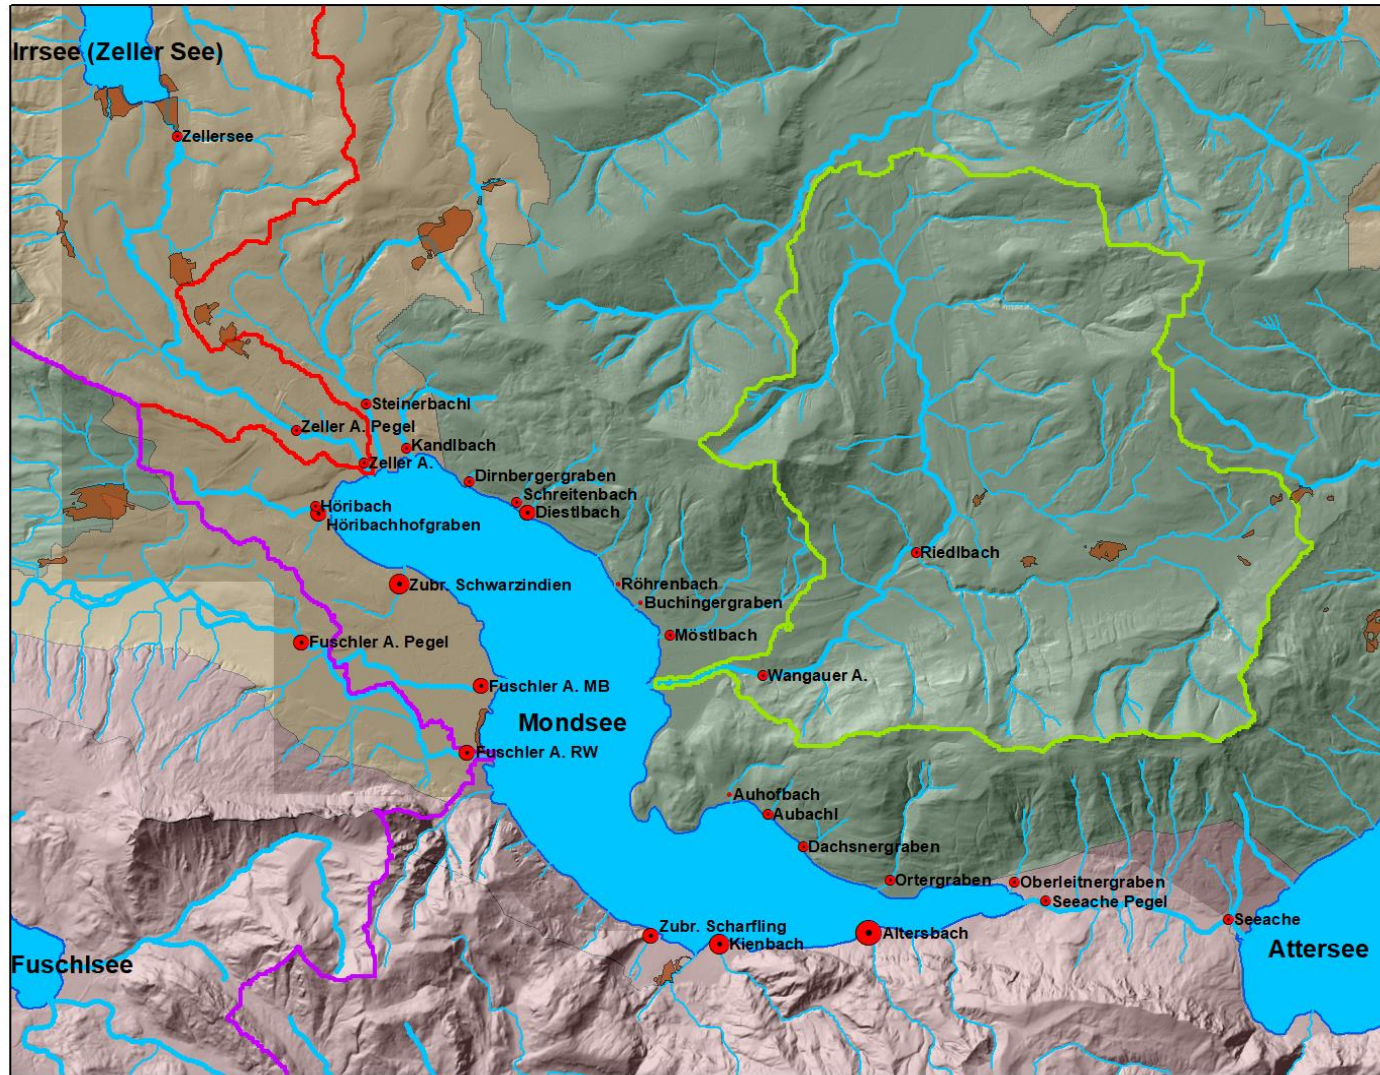 Irrsee (Zeller See)
Zellersee
Steinerbachl
Zeller A. Pegel
Kandlbach
Zeller A.
Dirnbergergraben
Schreitenbach
Höribach
Diestlbach
Höribachhofgraben
Riedlbach
Zubr. Schwarzindien
Röhrenbach
Buchingergraben
Möstlbach
Fuschler A. Pegel
Wangauer A.
Fuschler A. MB
Mondsee
Fuschler A. RW
Auhofbach
Aubachl
Dachsnergraben
Ortergraben
Oberleitnergraben
Seeache Pegel
Seeache
Zubr. Scharfling
Altersbach
Kienbach
Attersee
Fuschlsee